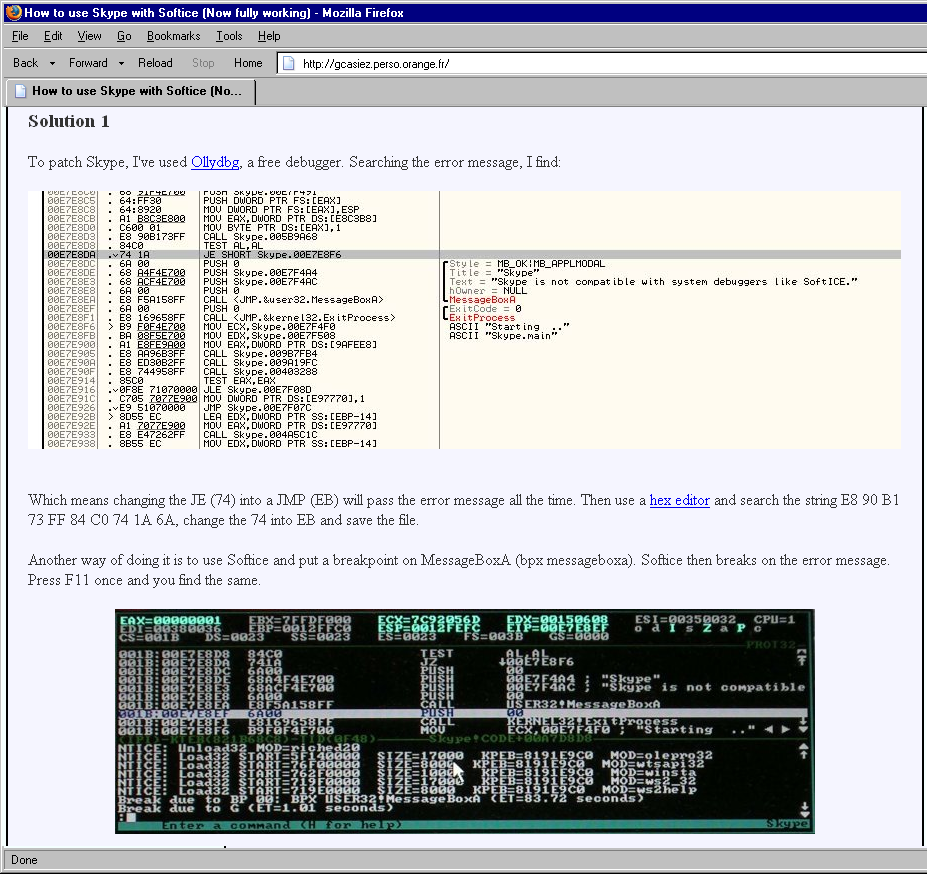 How to use Skype with Softice (Now fully working) - Mozilla Firefox
File Edit View Go Bookmarks Tools Help
Back Forward Reload Stop Home http://gcasiez.perso.orange.fr/
How to use Skype with Softice (No...
Solution 1
To patch Skype, I've used Ollydbg, a free debugger. Searching the error message, I find:
00E7E8C0 . 68 91F4E700 PUSH Skype.00E7F491
00E7E8C5 . 64:FF30 PUSH DWORD PTR FS:[EAX]
00E7E8C8 . 64:8920 MOV DWORD PTR FS:[EAX],ESP
00E7E8CB . A1 B8C3E800 MOV EAX,DWORD PTR DS:[E8C3B8]
00E7E8D0 . C600 01 MOV BYTE PTR DS:[EAX],1
00E7E8D3 . E8 90B173FF CALL Skype.005B9A68
00E7E8D8 . 84C0 TEST AL,AL
00E7E8DA .v74 1A JE SHORT Skype.00E7E8F6
00E7E8DC . 6A 00 PUSH 0 Style = MB_OK|MB_APPLMODAL
00E7E8DE . 68 A4F4E700 PUSH Skype.00E7F4A4 Title = "Skype"
00E7E8E3 . 68 ACF4E700 PUSH Skype.00E7F4AC Text = "Skype is not compatible with system debuggers like SoftICE."
00E7E8E8 . 6A 00 PUSH 0 hOwner = NULL
00E7E8EA . E8 F5A158FF CALL <JMP.&user32.MessageBoxA> MessageBoxA
00E7E8EF . 6A 00 PUSH 0 ExitCode = 0
00E7E8F1 . E8 169658FF CALL <JMP.&kernel32.ExitProcess> ExitProcess
00E7E8F6 > B9 F0F4E700 MOV ECX,Skype.00E7F4F0 ASCII "Starting .."
00E7E8FB . BA 08F5E700 MOV EDX,Skype.00E7F508 ASCII "Skype.main"
00E7E900 . A1 E8FE9A00 MOV EAX,DWORD PTR DS:[9AFEE8]
00E7E905 . E8 AA96B3FF CALL Skype.009B7FB4
00E7E90A . E8 ED30B2FF CALL Skype.009A19FC
00E7E90F . E8 744958FF CALL Skype.00403288
00E7E914 . 85C0 TEST EAX,EAX
00E7E916 .v0F8E 71070000 JLE Skype.00E7F08D
00E7E91C . C705 7077E900 MOV DWORD PTR DS:[E97770],1
00E7E926 .vE9 51070000 JMP Skype.00E7F07C
00E7E92B > 8D55 EC LEA EDX,DWORD PTR SS:[EBP-14]
00E7E92E . A1 7077E900 MOV EAX,DWORD PTR DS:[E97770]
00E7E933 . E8 E47262FF CALL Skype.004A5C1C
00E7E938 . 8B55 EC MOV EDX,DWORD PTR SS:[EBP-14]
Which means changing the JE (74) into a JMP (EB) will pass the error message all the time. Then use a hex editor and search the string E8 90 B1
73 FF 84 C0 74 1A 6A, change the 74 into EB and save the file.
Another way of doing it is to use Softice and put a breakpoint on MessageBoxA (bpx messageboxa). Softice then breaks on the error message.
Press F11 once and you find the same.
EAX=00000001 EBX=7FFDF000 ECX=7C92056D EDX=00150608 ESI=00350032 CPU=1
EDI=00380036 EBP=0012FFC0 ESP=0012FEFC EIP=00E7E8EF o d I s Z a P c
CS=001B DS=0023 SS=0023 ES=0023 FS=003B GS=0000
PROT32
001B:00E7E8D8 84C0 TEST AL,AL
001B:00E7E8DA 741A JZ 00E7E8F6
001B:00E7E8DC 6A00 PUSH 00
001B:00E7E8DE 68A4F4E700 PUSH 00E7F4A4 ; "Skype"
001B:00E7E8E3 68ACF4E700 PUSH 00E7F4AC ; "Skype is not compatible
001B:00E7E8E8 6A00 PUSH 00
001B:00E7E8EA E8F5A158FF CALL USER32!MessageBoxA
001B:00E7E8EF 6A00 PUSH 00
001B:00E7E8F1 E8169658FF CALL KERNEL32!ExitProcess
001B:00E7E8F6 B9F0F4E700 MOV ECX,00E7F4F0 ; "Starting .."
NTICE: Unload32 MOD=riched20
NTICE: Load32 START=5F140000 SIZE=17000 KPEB=8191E9C0 MOD=olepro32
NTICE: Load32 START=76F00000 SIZE=8000 KPEB=8191E9C0 MOD=wtsapi32
NTICE: Load32 START=762F0000 SIZE=10000 KPEB=8191E9C0 MOD=winsta
NTICE: Load32 START=719F0000 SIZE=17000 KPEB=8191E9C0 MOD=ws2_32
NTICE: Load32 START=719E0000 SIZE=8000 KPEB=8191E9C0 MOD=ws2help
Break due to BP 00: BPX USER32!MessageBoxA (ET=83.72 seconds)
Break due to G (ET=1.01 seconds)
:
Enter a command (H for help) Skype
Done